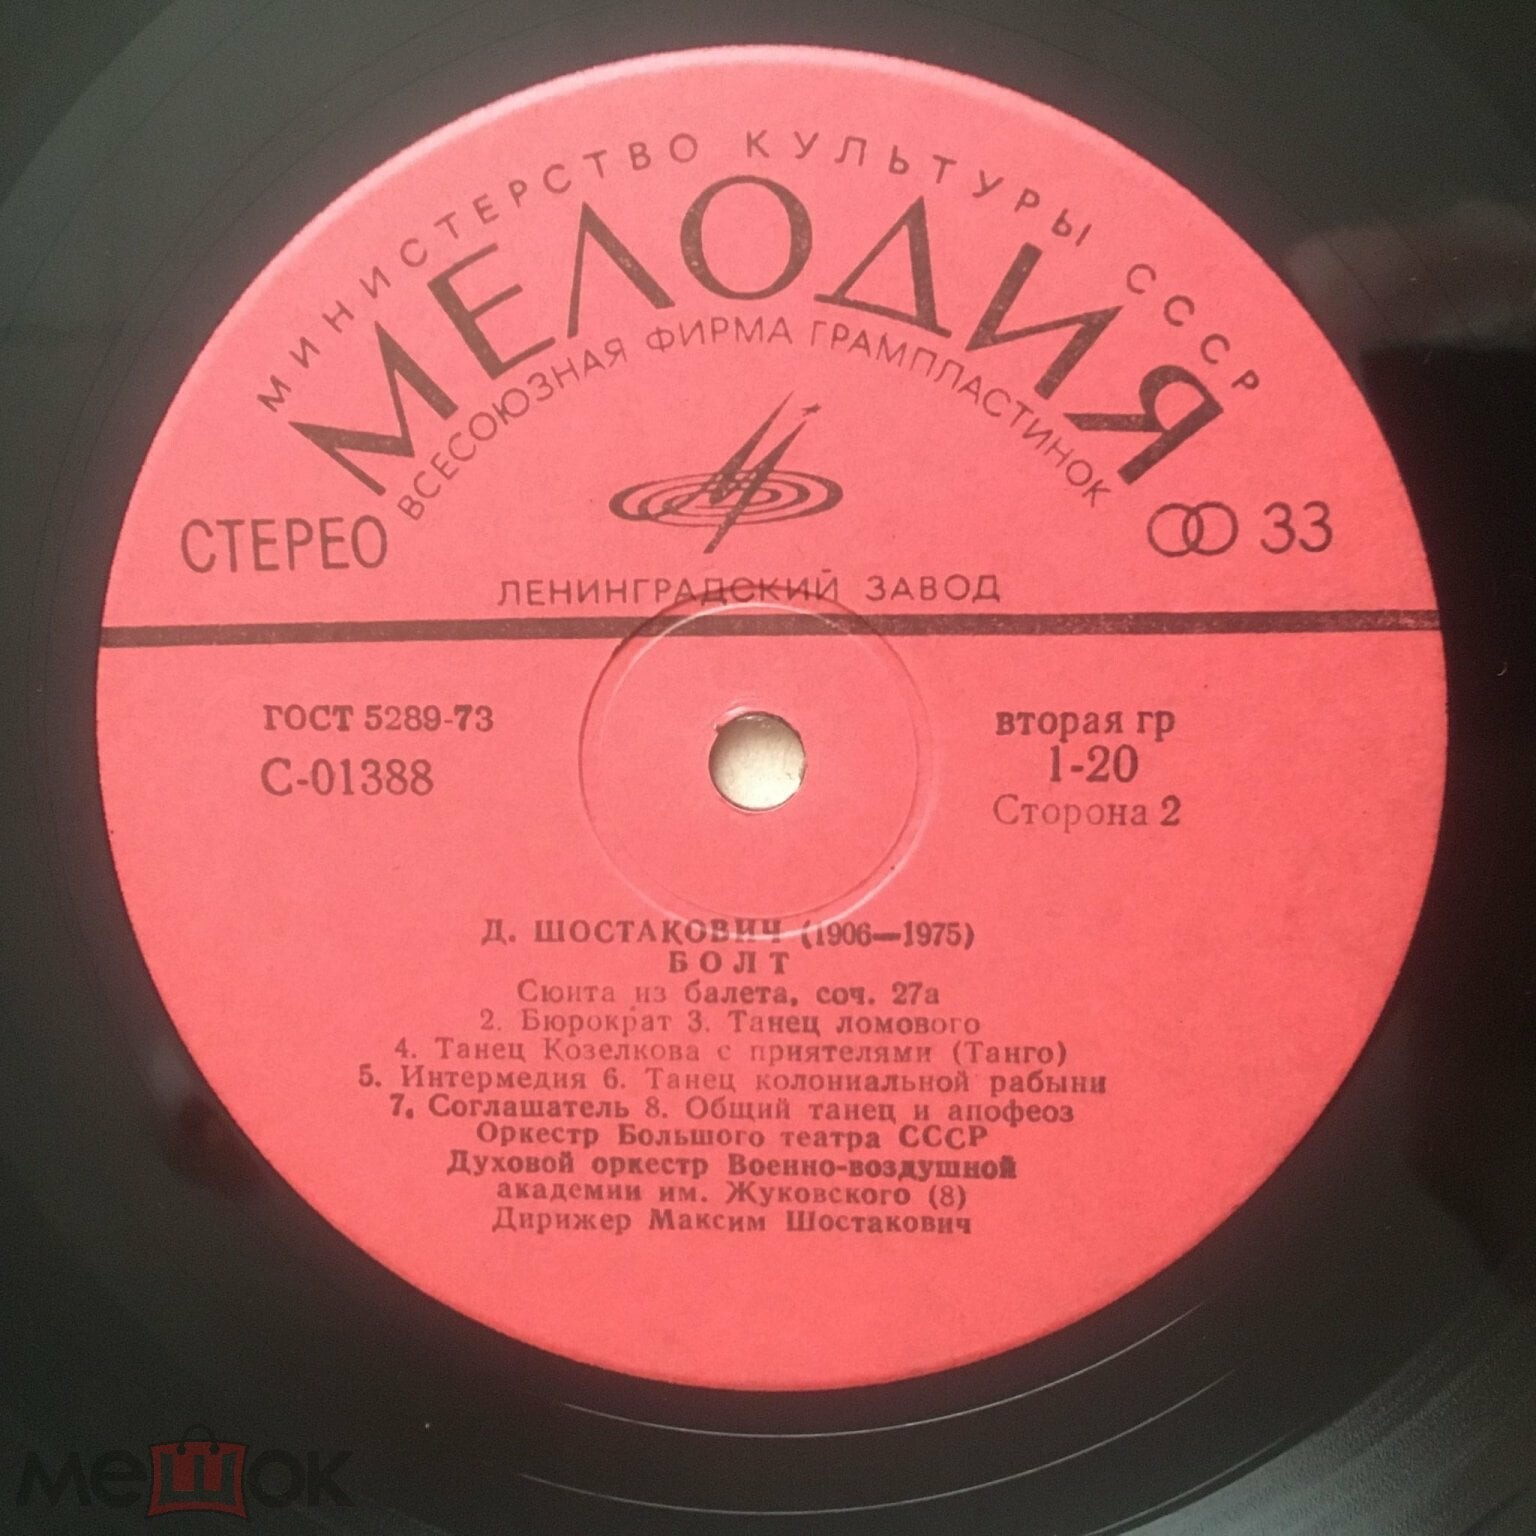 МИНИСТЕРСТВО КУЛЬТУРЫ СССР
МЕЛОДИЯ
ВСЕСОЮЗНАЯ ФИРМА ГРАМПЛАСТИНОК
СТЕРЕО
33
ЛЕНИНГРАДСКИЙ ЗАВОД
ГОСТ 5289-73
С-01388
вторая гр
1-20
Сторона 2
Д. ШОСТАКОВИЧ (1906—1975)
БОЛТ
Сюита из балета, соч. 27а
2. Бюрократ 3. Танец ломового
4. Танец Козелкова с приятелями (Танго)
5. Интермедия 6. Танец колониальной рабыни
7. Соглашатель 8. Общий танец и апофеоз
Оркестр Большого театра СССР
Духовой оркестр Военно-воздушной
академии им. Жуковского (8)
Дирижер Максим Шостакович
мешок